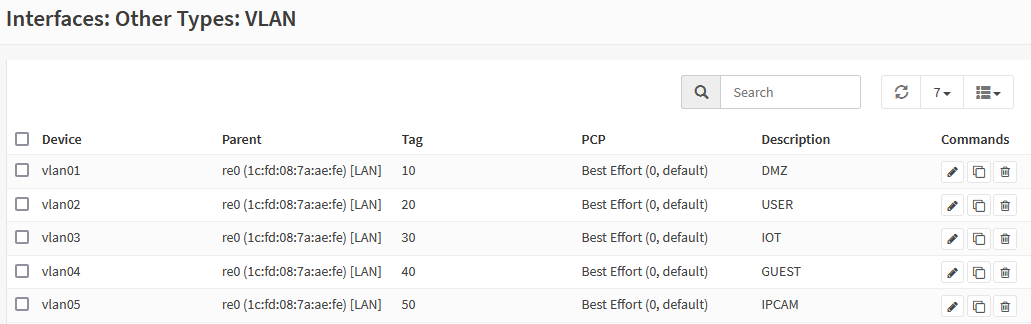 Interfaces: Other Types: VLAN
Search
7
Device Parent Tag PCP Description Commands
vlan01 re0 (1c:fd:08:7a:ae:fe) [LAN] 10 Best Effort (0, default) DMZ
vlan02 re0 (1c:fd:08:7a:ae:fe) [LAN] 20 Best Effort (0, default) USER
vlan03 re0 (1c:fd:08:7a:ae:fe) [LAN] 30 Best Effort (0, default) IOT
vlan04 re0 (1c:fd:08:7a:ae:fe) [LAN] 40 Best Effort (0, default) GUEST
vlan05 re0 (1c:fd:08:7a:ae:fe) [LAN] 50 Best Effort (0, default) IPCAM